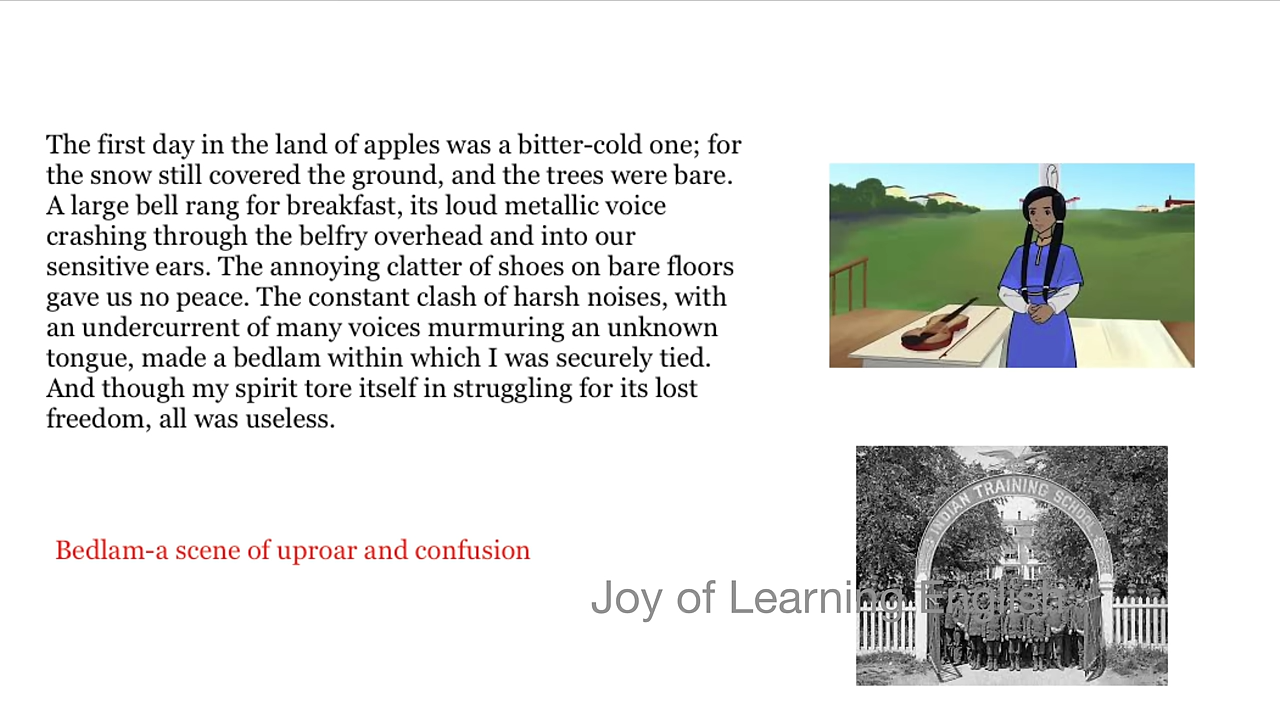 The first day in the land of apples was a bitter-cold one; for
the snow still covered the ground, and the trees were bare.
A large bell rang for breakfast, its loud metallic voice
crashing through the belfry overhead and into our
sensitive ears. The annoying clatter of shoes on bare floors
gave us no peace. The constant clash of harsh noises, with
an undercurrent of many voices murmuring an unknown
tongue, made a bedlam within which I was securely tied.
And though my spirit tore itself in struggling for its lost
freedom, all was useless.
INDIAN TRAINING SCHOOL
Bedlam-a scene of uproar and confusion
Joy of Learning English